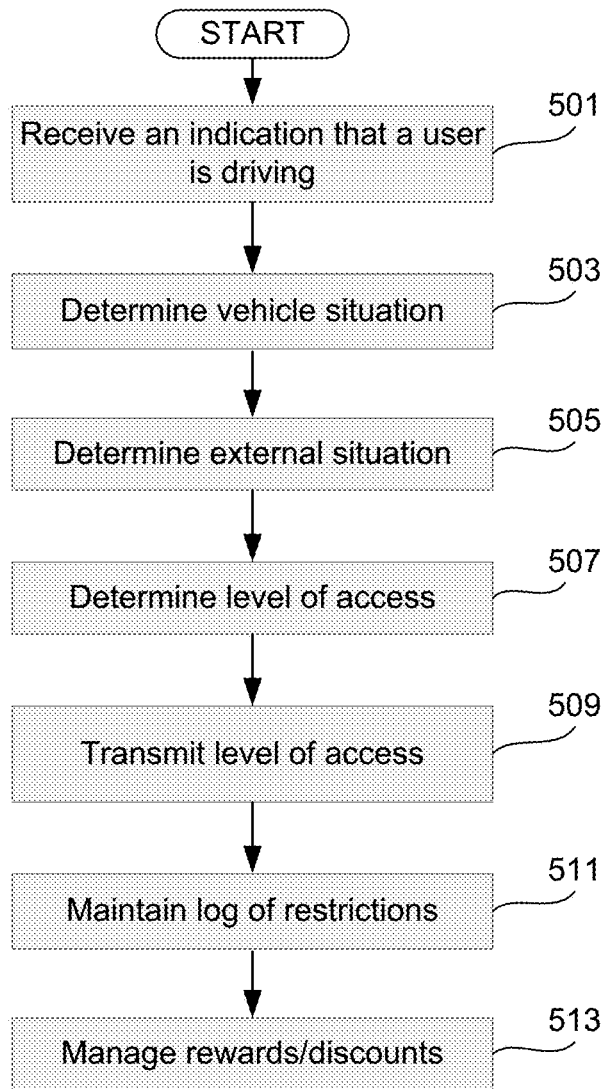 START
501
Receive an indication that a user
is driving
503
Determine vehicle situation
505
Determine external situation
507
Determine level of access
509
Transmit level of access
511
Maintain log of restrictions
513
Manage rewards/discounts